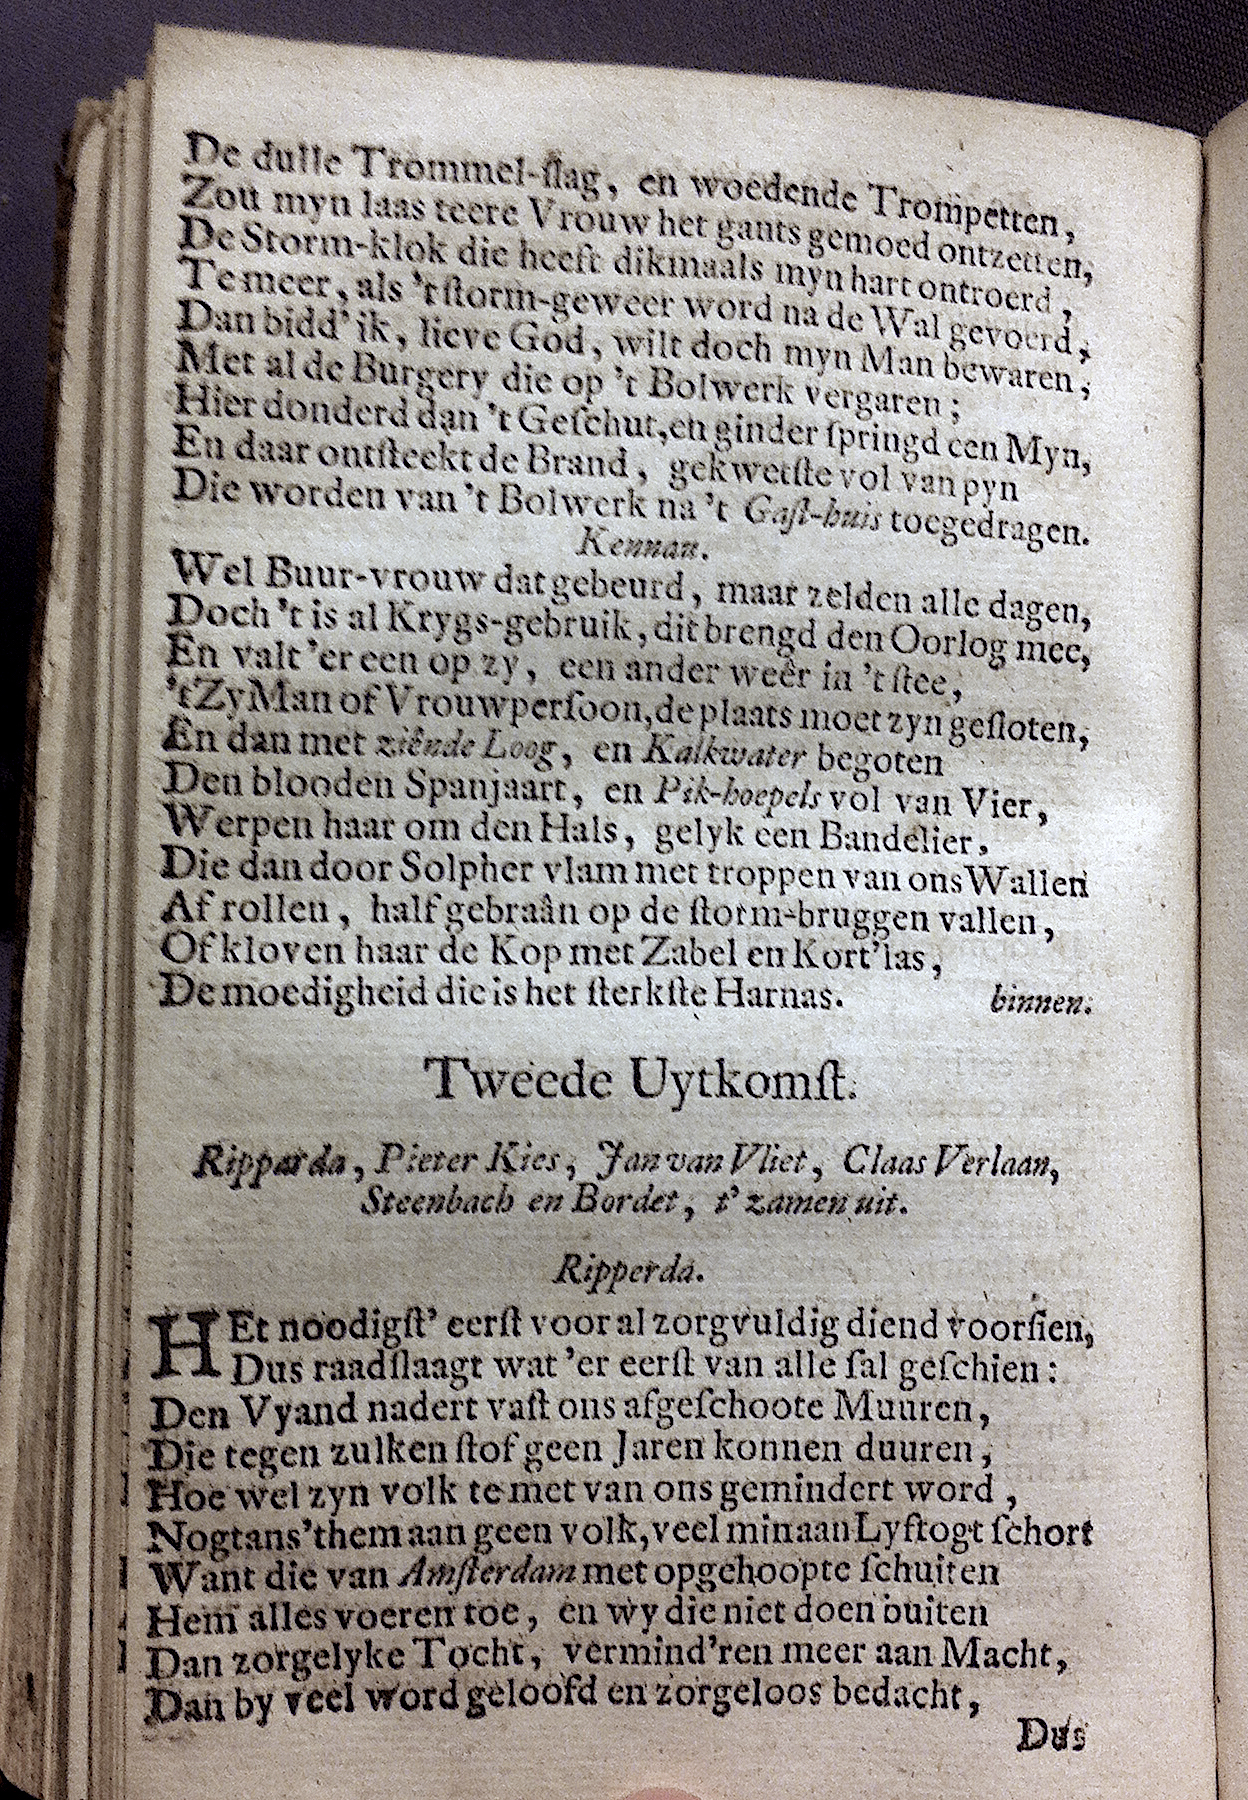 De dulle Trommel-ſlag, en woedende Trompetten,
Zou myn laas teere Vrouw het gants gemoed ontzetten,
De Storm-klok die heeft dikmaals myn hart ontroerd,
Te meer, als 't ſtorm-geweer word na de Wal gevoerd,
Dan bidd' ik, lieve God, wilt doch myn Man bewaren,
Met al de Burgery die op 't Bolwerk vergaren;
Hier donderd dan 't Geſchut, en ginder ſpringd een Myn,
En daar ontſteekt de Brand, gekwetſte vol van pyn
Die worden van 't Bolwerk na 't Gaſt-huis toegedragen.
Kennau.
Wel Buur-vrouw dat gebeurd, maar zelden alle dagen,
Doch 't is al Krygs-gebruik, dit brengd den Oorlog mee,
En valt 'er een op zy, een ander weêr in 't ſtee,
't Zy Man of Vrouwperſoon, de plaats moet zyn geſloten,
En dan met ziênde Loog, en Kalkwater begoten
Den blooden Spanjaart, en Pik-hoepels vol van Vier,
Werpen haar om den Hals, gelyk een Bandelier,
Die dan door Solpher vlam met troppen van ons Wallen
Af rollen, half gebraân op de ſtorm-bruggen vallen,
Of kloven haar de Kop met Zabel en Kort'las,
De moedigheid die is het ſterkſte Harnas. binnen.
Tweede Uytkomſt.
Ripparda, Pieter Kies, Jan van Vliet, Claas Verlaan,
Steenbach en Bordet, t' zamen uit.
Ripperda.
HEt noodigſt' eerſt voor al zorgvuldig diend voorſien,
Dus raadſlaagt wat 'er eerſt van alle ſal geſchien:
Den Vyand nadert vaſt ons afgeſchoote Muuren,
Die tegen zulken ſtof geen Jaren konnen duuren,
Hoe wel zyn volk te met van ons gemindert word,
Nogtans 't hem aan geen volk, veel min aan Lyftogt ſchort
Want die van Amſterdam met opgehoopte ſchuiten
Hem alles voeren toe, en wy die niet doen buiten
Dan zorgelyke Tocht, vermind'ren meer aan Macht,
Dan by veel word geloofd en zorgeloos bedacht,
Dus